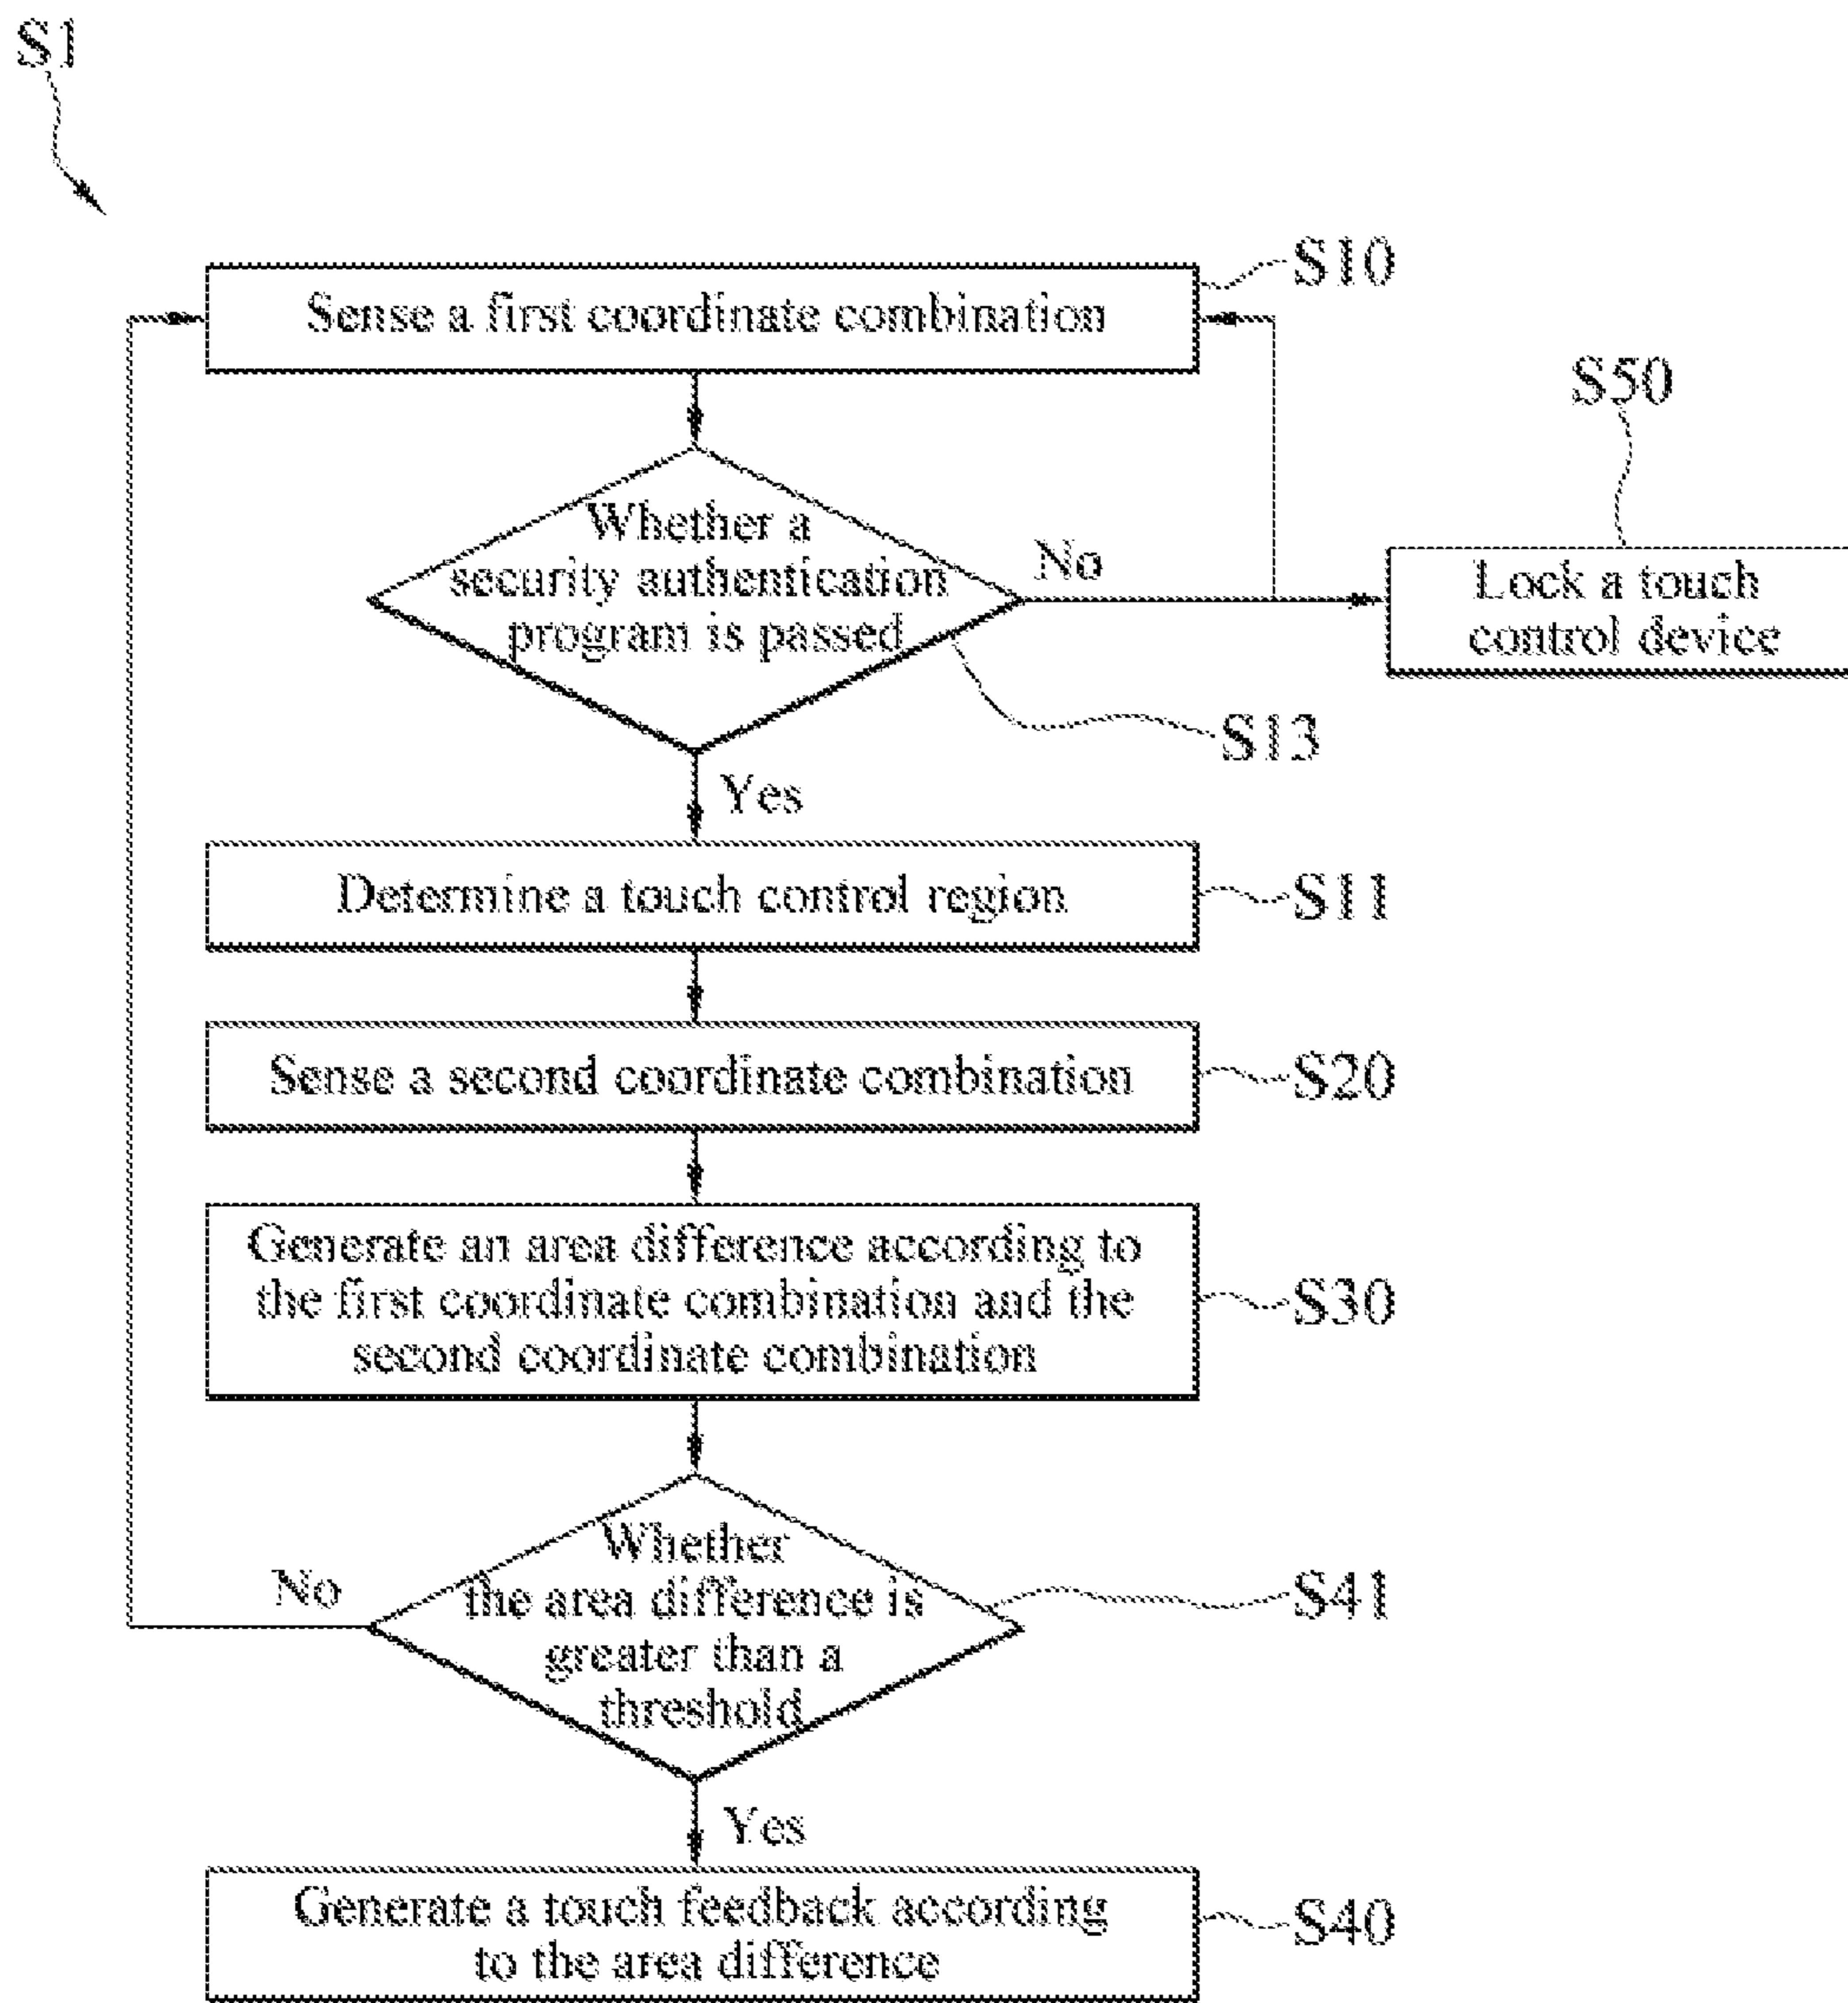 S1
S10
Sense a first coordinate combination
S50
Whether a
security authentication
program is passed
No
Lock a touch
control device
S13
Yes
Determine a touch control region
S11
Sense a second coordinate combination
S20
Generate an area difference according to
the first coordinate combination and the
second coordinate combination
S30
Whether
the area difference is
greater than a
threshold
No
S41
Yes
Generate a touch feedback according
to the area difference
S40